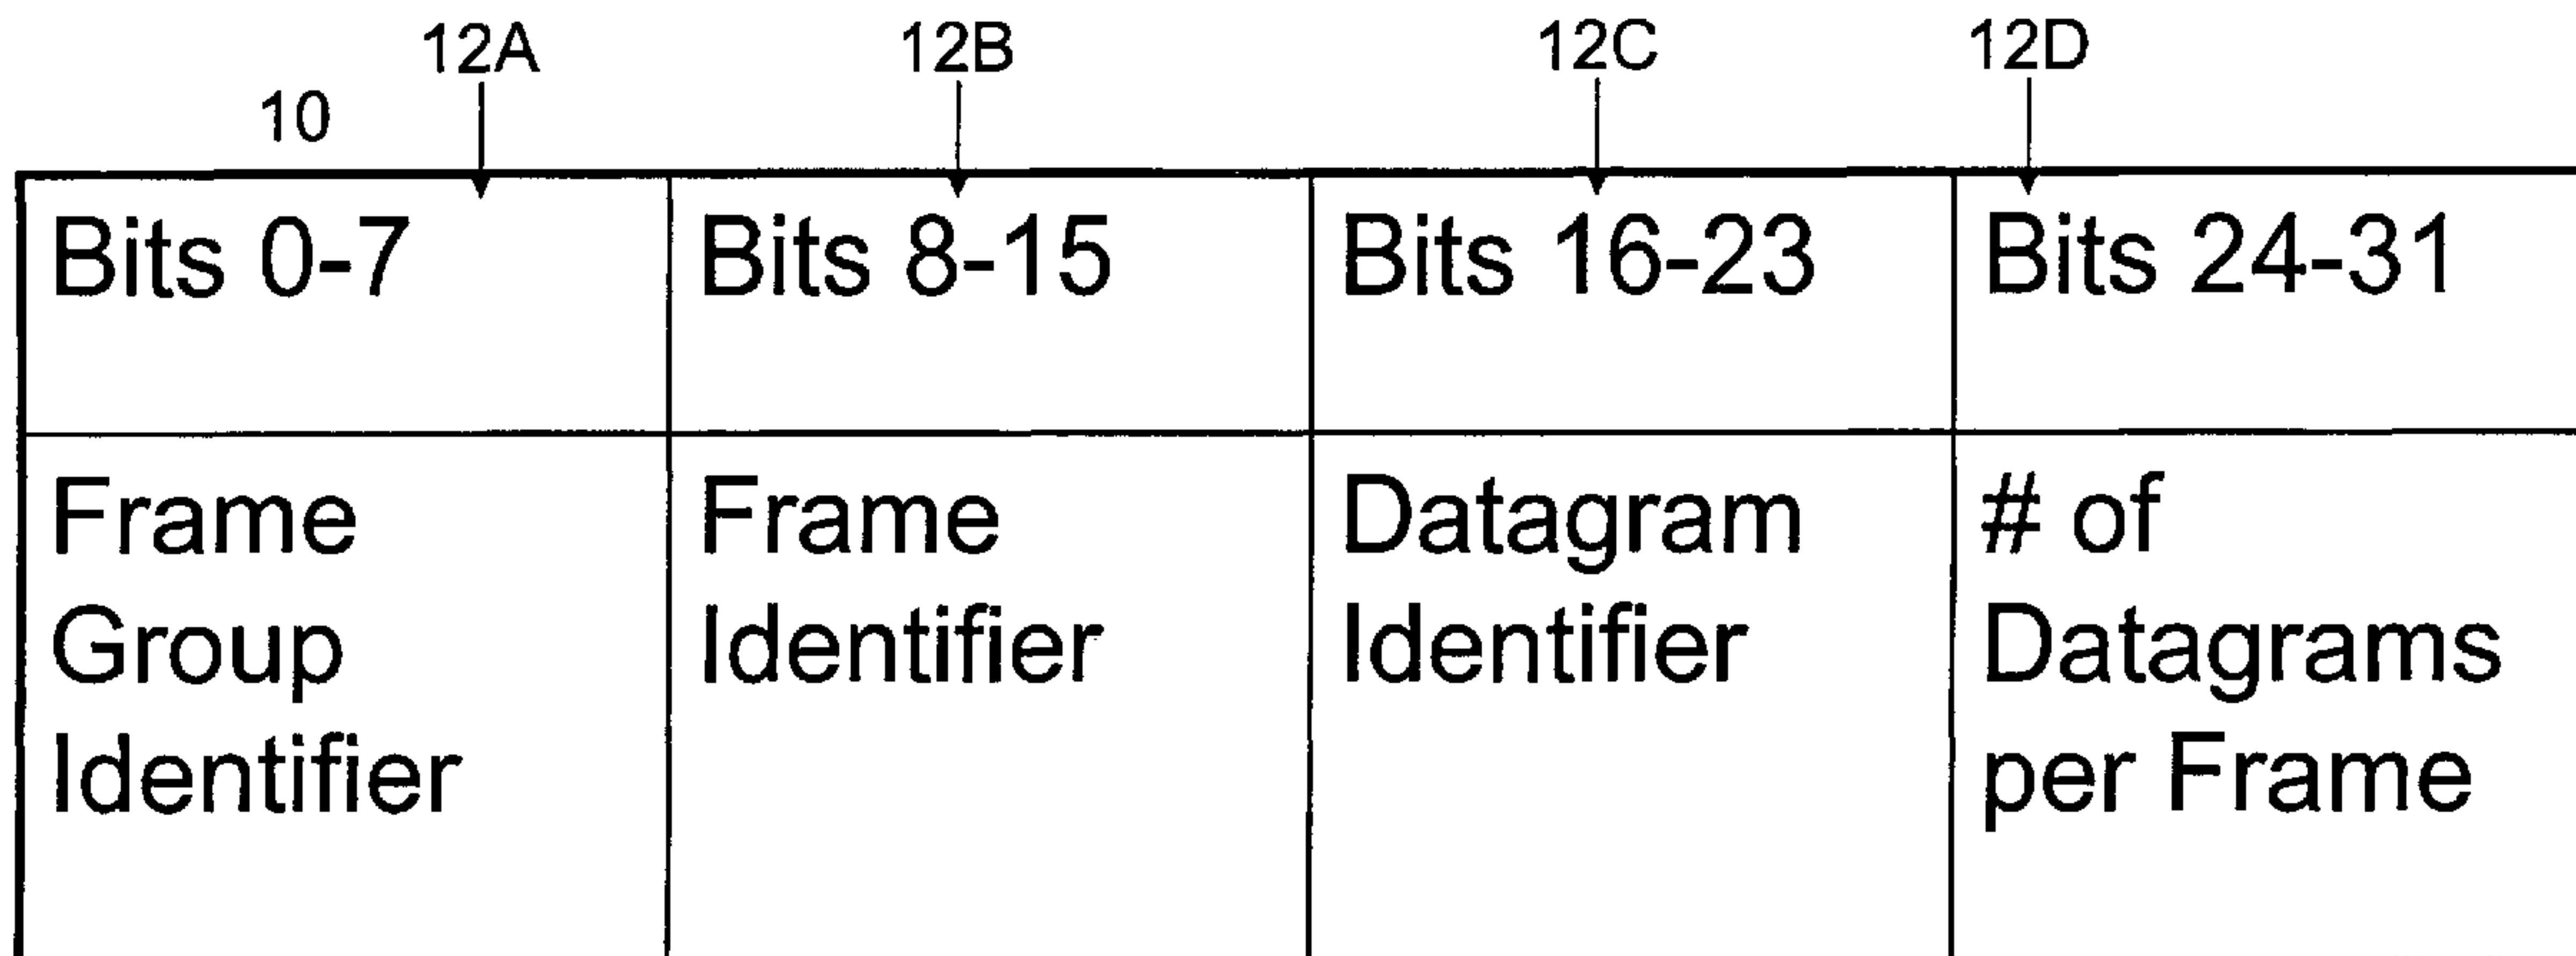 12A 12B 12C 12D
10
Bits 0-7 Bits 8-15 Bits 16-23 Bits 24-31
Frame
Group
Identifier
Frame
Identifier
Datagram
Identifier
# of
Datagrams
per Frame